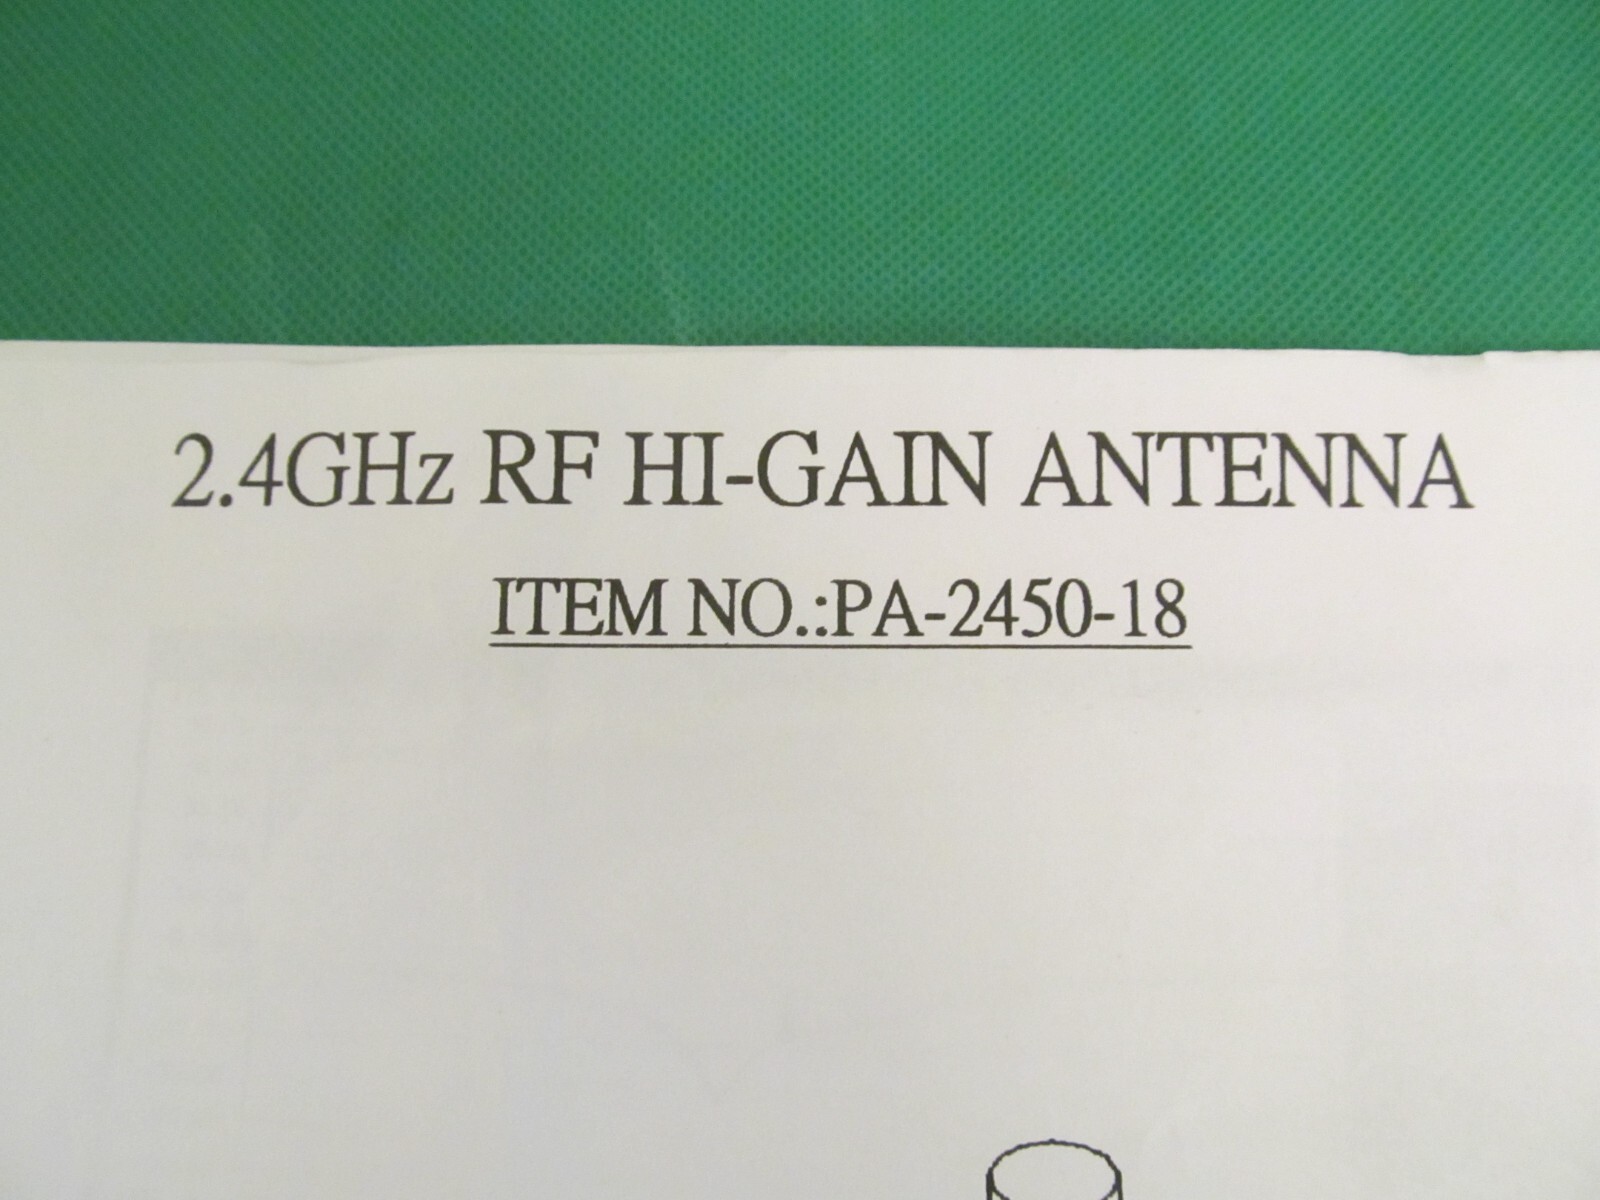 2.4GHz RF HI-GAIN ANTENNA
ITEM NO.:PA-2450-18